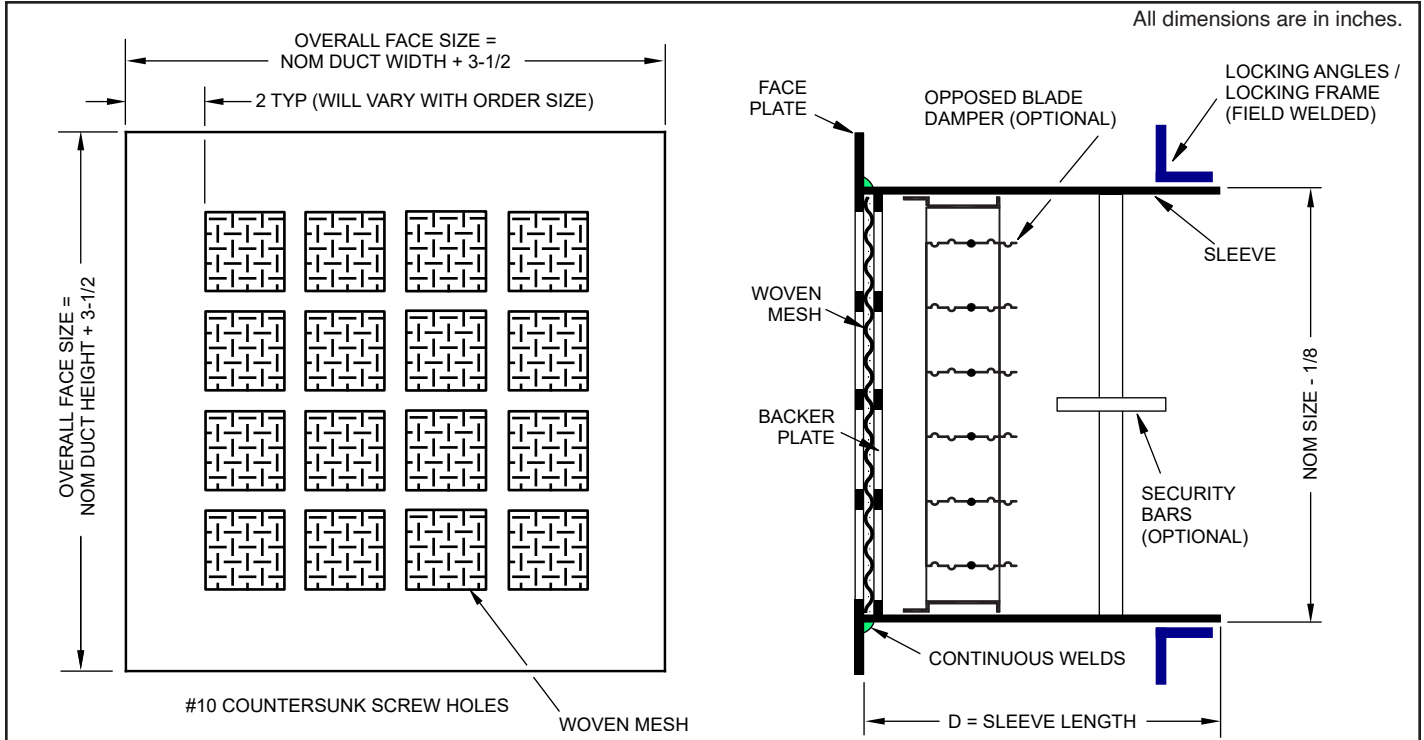 All dimensions are in inches.
OVERALL FACE SIZE =
NOM DUCT WIDTH + 3-1/2
2 TYP (WILL VARY WITH ORDER SIZE)
OVERALL FACE SIZE =
NOM DUCT HEIGHT + 3-1/2
#10 COUNTERSUNK SCREW HOLES
WOVEN MESH
FACE
PLATE
OPPOSED BLADE
DAMPER (OPTIONAL)
LOCKING ANGLES /
LOCKING FRAME
(FIELD WELDED)
SLEEVE
WOVEN
MESH
BACKER
PLATE
SECURITY
BARS
(OPTIONAL)
NOM SIZE - 1/8
CONTINUOUS WELDS
D = SLEEVE LENGTH